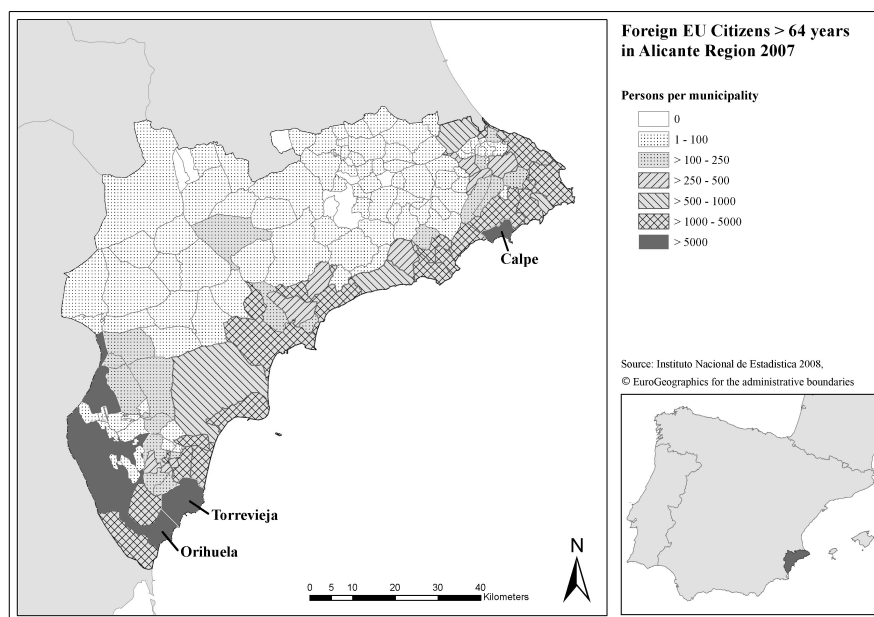 Foreign EU Citizens > 64 years
in Alicante Region 2007
Persons per municipality
0
1 - 100
> 100 - 250
> 250 - 500
> 500 - 1000
> 1000 - 5000
> 5000
Calpe
Source: Instituto Nacional de Estadistica 2008,
© EuroGeographics for the administrative boundaries
Torrevieja
Orihuela
N
0 5 10 20 30 40
Kilometers